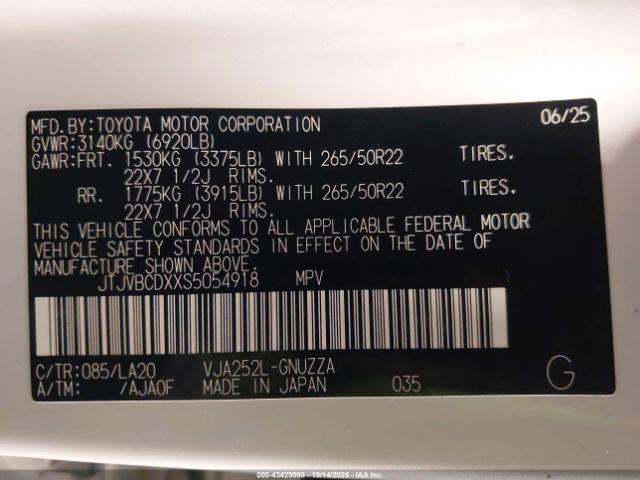 MFD.BY:TOYOTA MOTOR CORPORATION 06/25
GVWR:3140KG (6920LB)
GAWR:FRT. 1530KG (3375LB) WITH 265/50R22 TIRES.
22X7 1/2J RIMS.
RR. 1775KG (3915LB) WITH 265/50R22 TIRES.
22X7 1/2J RIMS.
THIS VEHICLE CONFORMS TO ALL APPLICABLE FEDERAL MOTOR
VEHICLE SAFETY STANDARDS IN EFFECT ON THE DATE OF
MANUFACTURE SHOWN ABOVE.
JTJVBCDXXS5054918 MPV
C/TR:085/LA20 VJA252L-GNUZZA
A/TM: /AJA0F MADE IN JAPAN 035 G
000-43425088 - 10/14/2025 - IAA Inc.